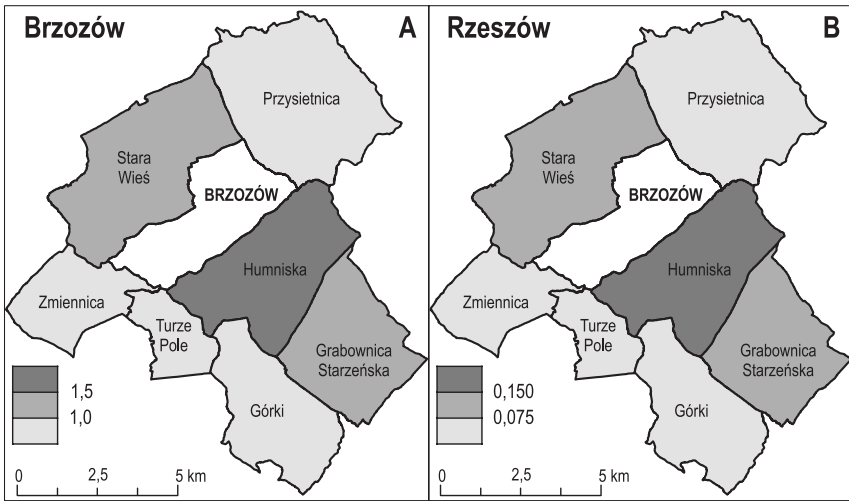 Brzozów
A
Przysietnica
Stara
Wieś
BRZOZÓW
Humniska
Zmiennica
Turze
Pole
Grabownica
Starzeńska
Górki
1,5
1,0
0
2,5
5 km
Rzeszów
B
Przysietnica
Stara
Wieś
BRZOZÓW
Humniska
Zmiennica
Turze
Pole
Grabownica
Starzeńska
Górki
0,150
0,075
0
2,5
5 km